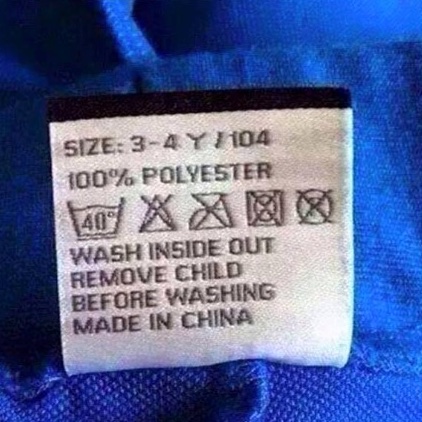 SIZE: 3-4 Y / 104
100% POLYESTER
40°
WASH INSIDE OUT
REMOVE CHILD
BEFORE WASHING
MADE IN CHINA